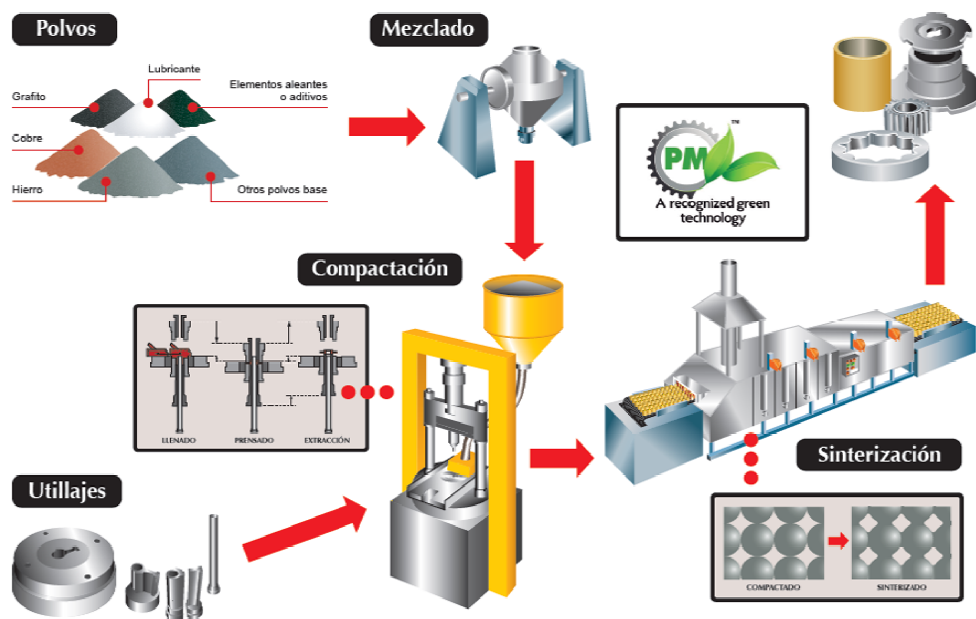 Polvos
Lubricante
Grafito
Elementos aleantes
o aditivos
Cobre
Hierro
Otros polvos base
Mezclado
PM
™
A recognized green
technology
Compactación
LLENADO
PRENSADO
EXTRACCIÓN
Utillajes
Sinterización
COMPACTADO
SINTERIZADO